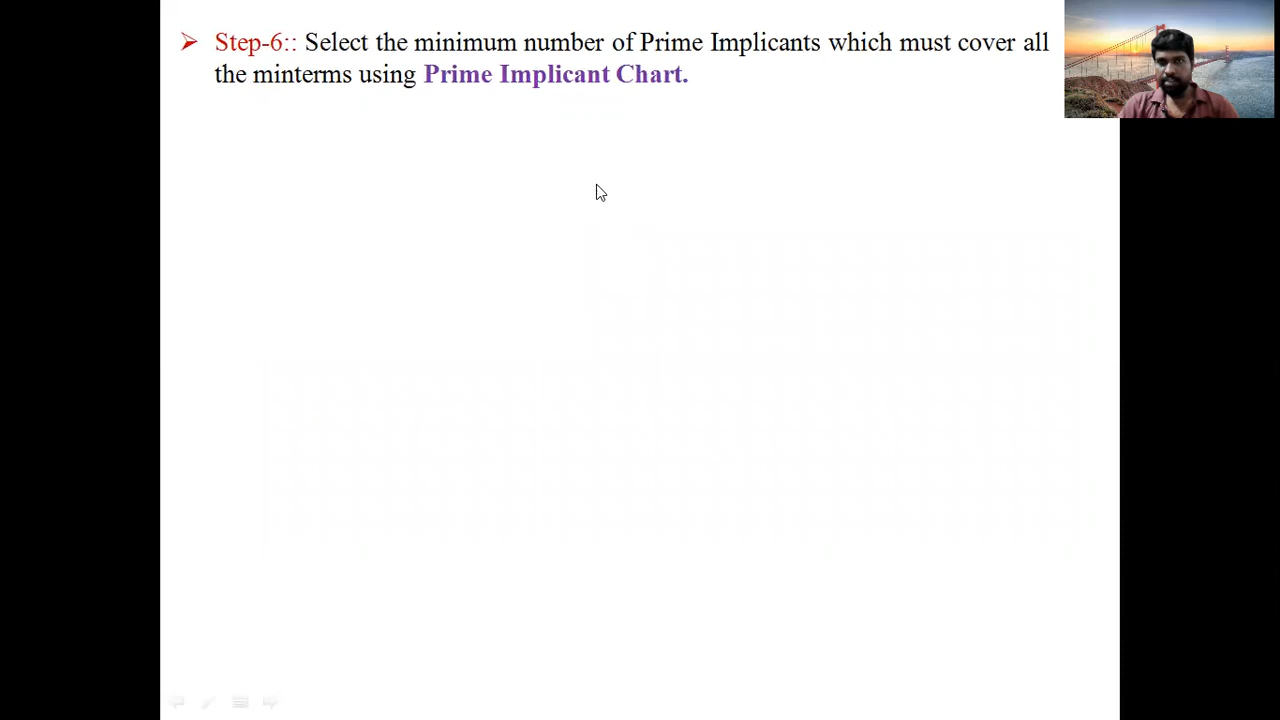 Step-6:: Select the minimum number of Prime Implicants which must cover all
the minterms using Prime Implicant Chart.